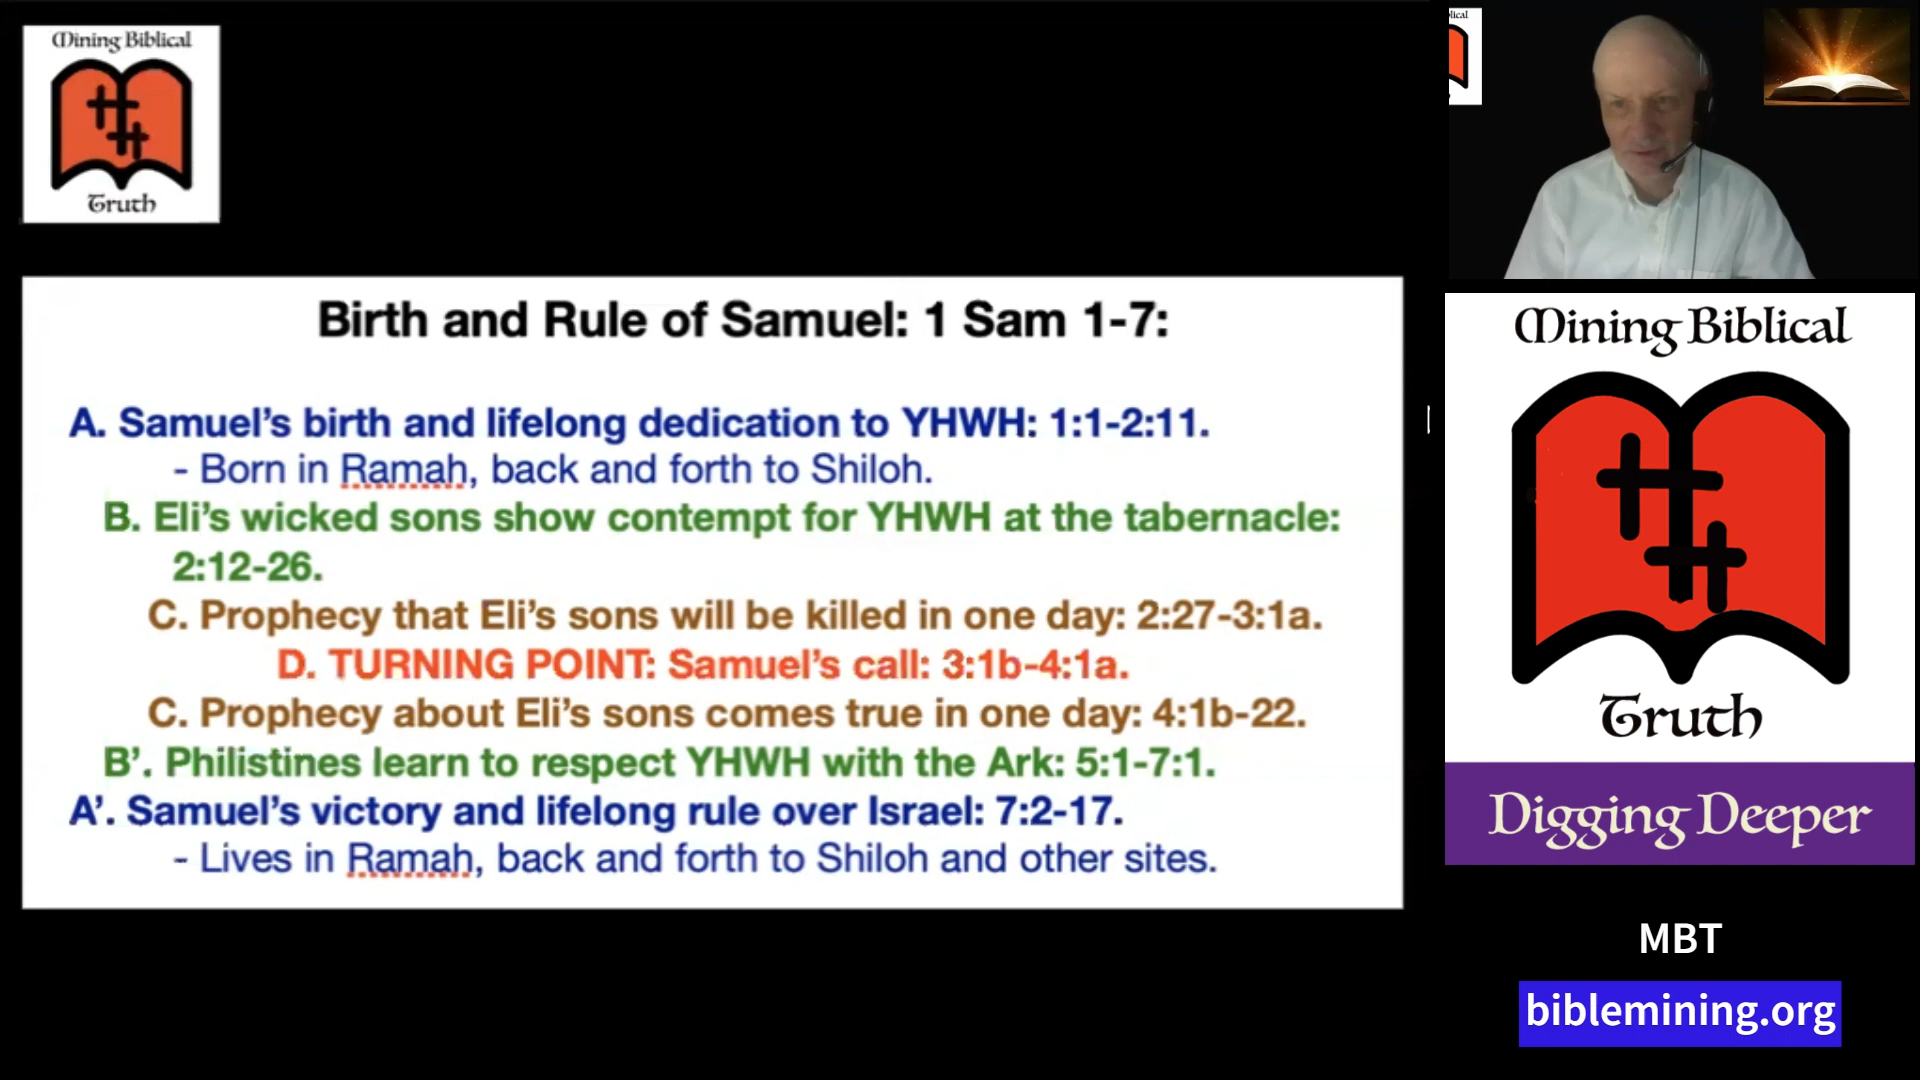 Mining Biblical
Truth
Birth and Rule of Samuel: 1 Sam 1-7:
A. Samuel’s birth and lifelong dedication to YHWH: 1:1-2:11.
- Born in Ramah, back and forth to Shiloh.
B. Eli’s wicked sons show contempt for YHWH at the tabernacle:
2:12-26.
C. Prophecy that Eli’s sons will be killed in one day: 2:27-3:1a.
D. TURNING POINT: Samuel’s call: 3:1b-4:1a.
C. Prophecy about Eli’s sons comes true in one day: 4:1b-22.
B’. Philistines learn to respect YHWH with the Ark: 5:1-7:1.
A’. Samuel’s victory and lifelong rule over Israel: 7:2-17.
- Lives in Ramah, back and forth to Shiloh and other sites.
Mining Biblical
Truth
Digging Deeper
MBT
biblemining.org